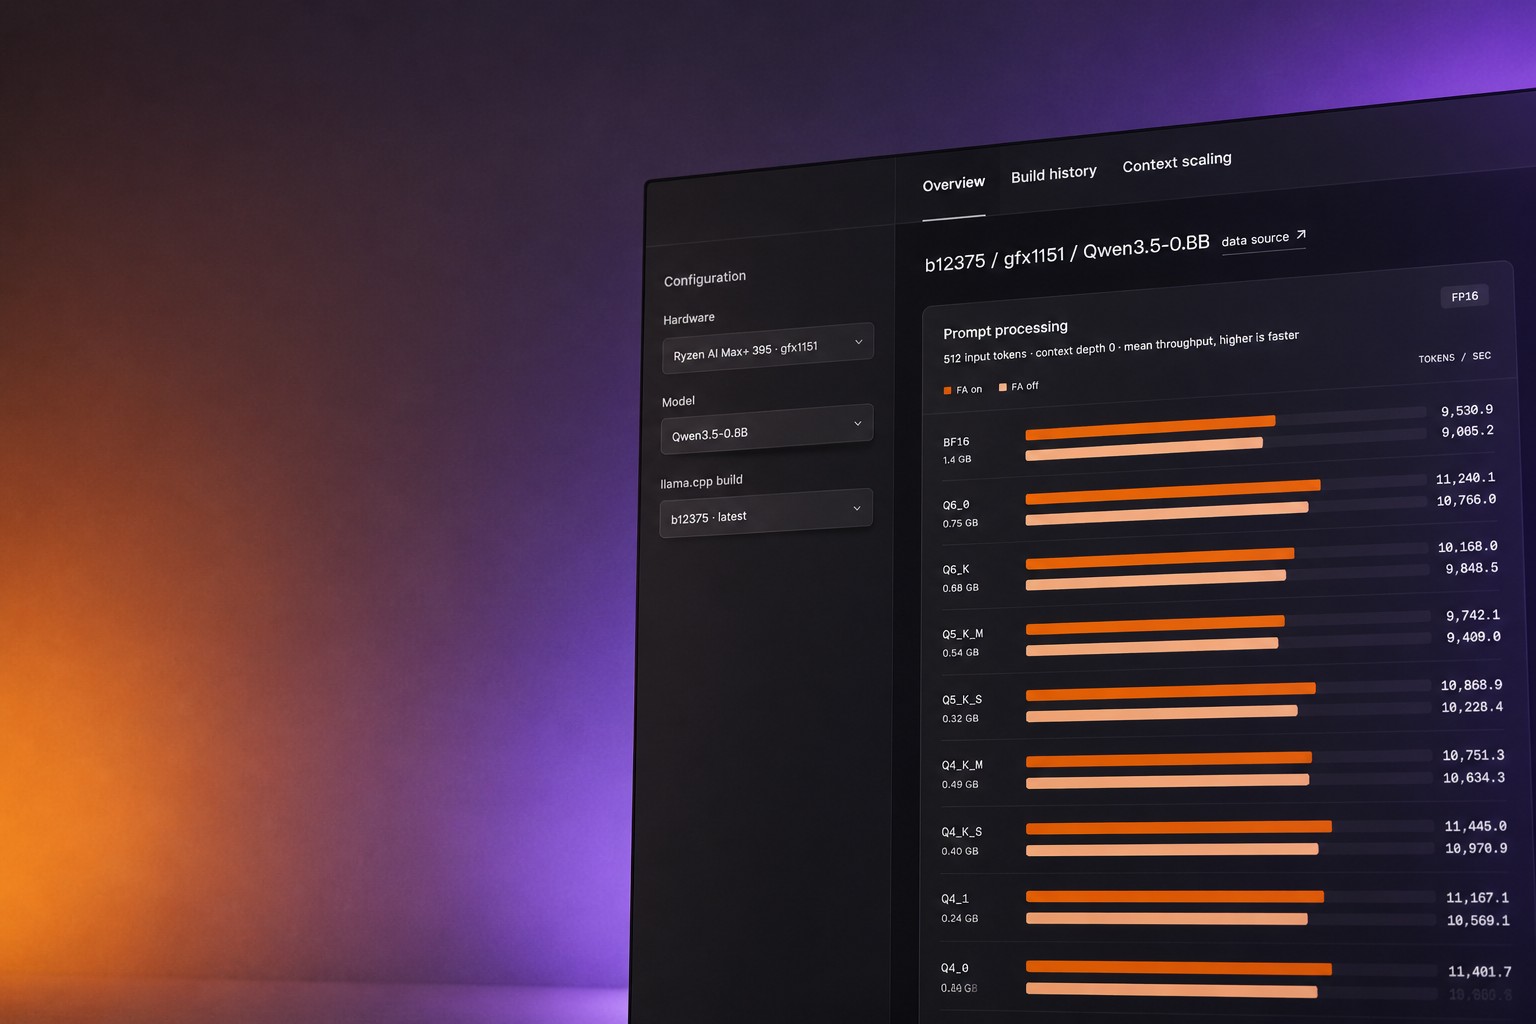 Overview Build history Context scaling
Configuration
Hardware
Ryzen AI Max+ 395 · gfx1151
Model
Qwen3.5-0.8B
llama.cpp build
b12375 · latest
b12375 / gfx1151 / Qwen3.5-0.BB data source ↗
Prompt processing
512 input tokens · context depth 0 · mean throughput, higher is faster
FP16
TOKENS / SEC
FA on FA off
BF16
1.4 GB
9,530.9
9,005.2
Q6_0
0.75 GB
11,240.1
10,766.0
Q6_K
0.68 GB
10,168.0
9,848.5
Q5_K_M
0.54 GB
9,742.1
9,409.0
Q5_K_S
0.32 GB
10,868.9
10,228.4
Q4_K_M
0.49 GB
10,751.3
10,634.3
Q4_K_S
0.40 GB
11,445.0
10,970.9
Q4_1
0.24 GB
11,167.1
10,569.1
Q4_0
11,401.7